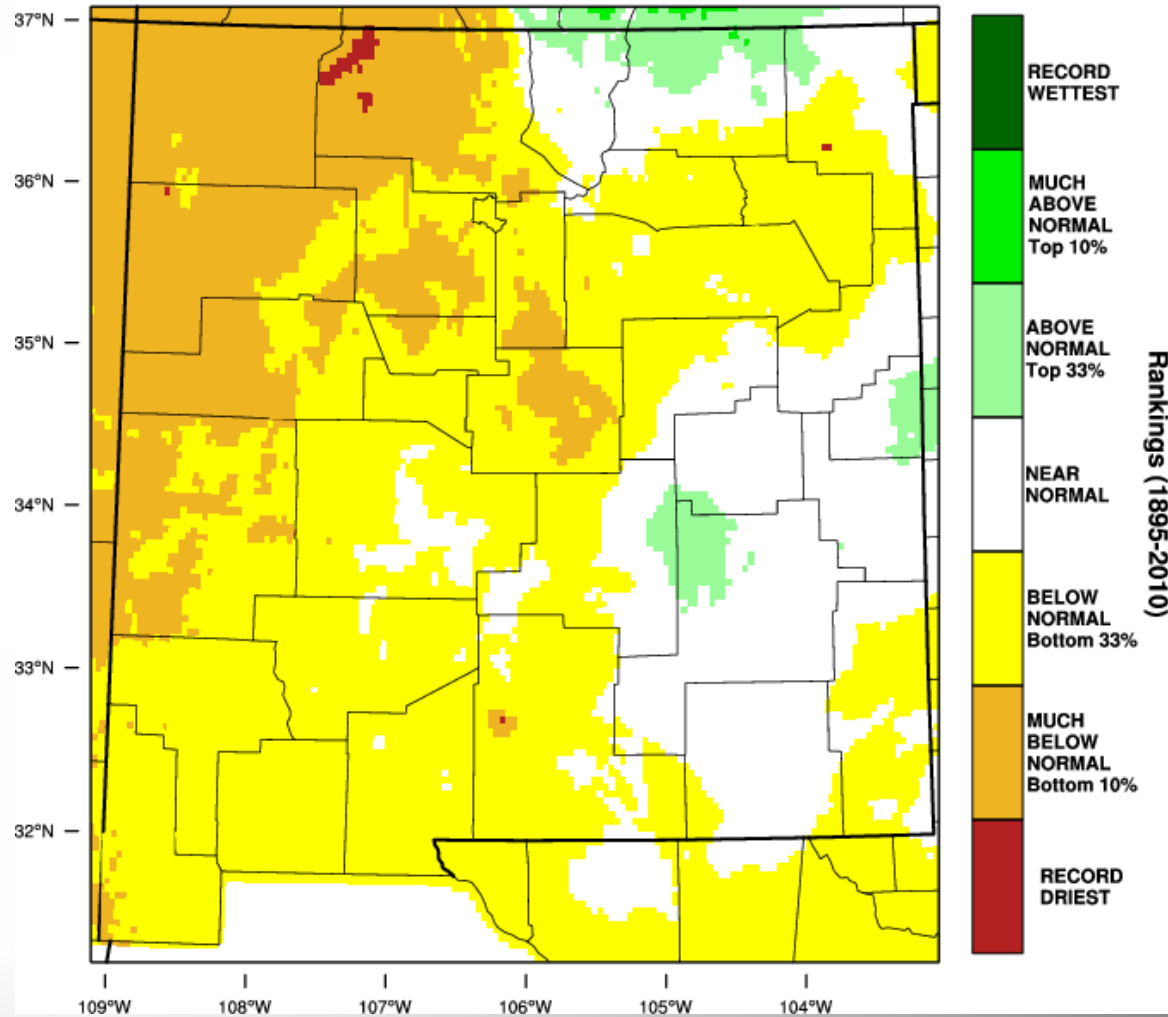 37°N
36°N
35°N
34°N
33°N
32°N
109°W
108°W
107°W
106°W
105°W
104°W
RECORD
WETTEST
MUCH
ABOVE
NORMAL
Top 10%
ABOVE
NORMAL
Top 33%
NEAR
NORMAL
BELOW
NORMAL
Bottom 33%
MUCH
BELOW
NORMAL
Bottom 10%
RECORD
DRIEST
Rankings (1895-2010)